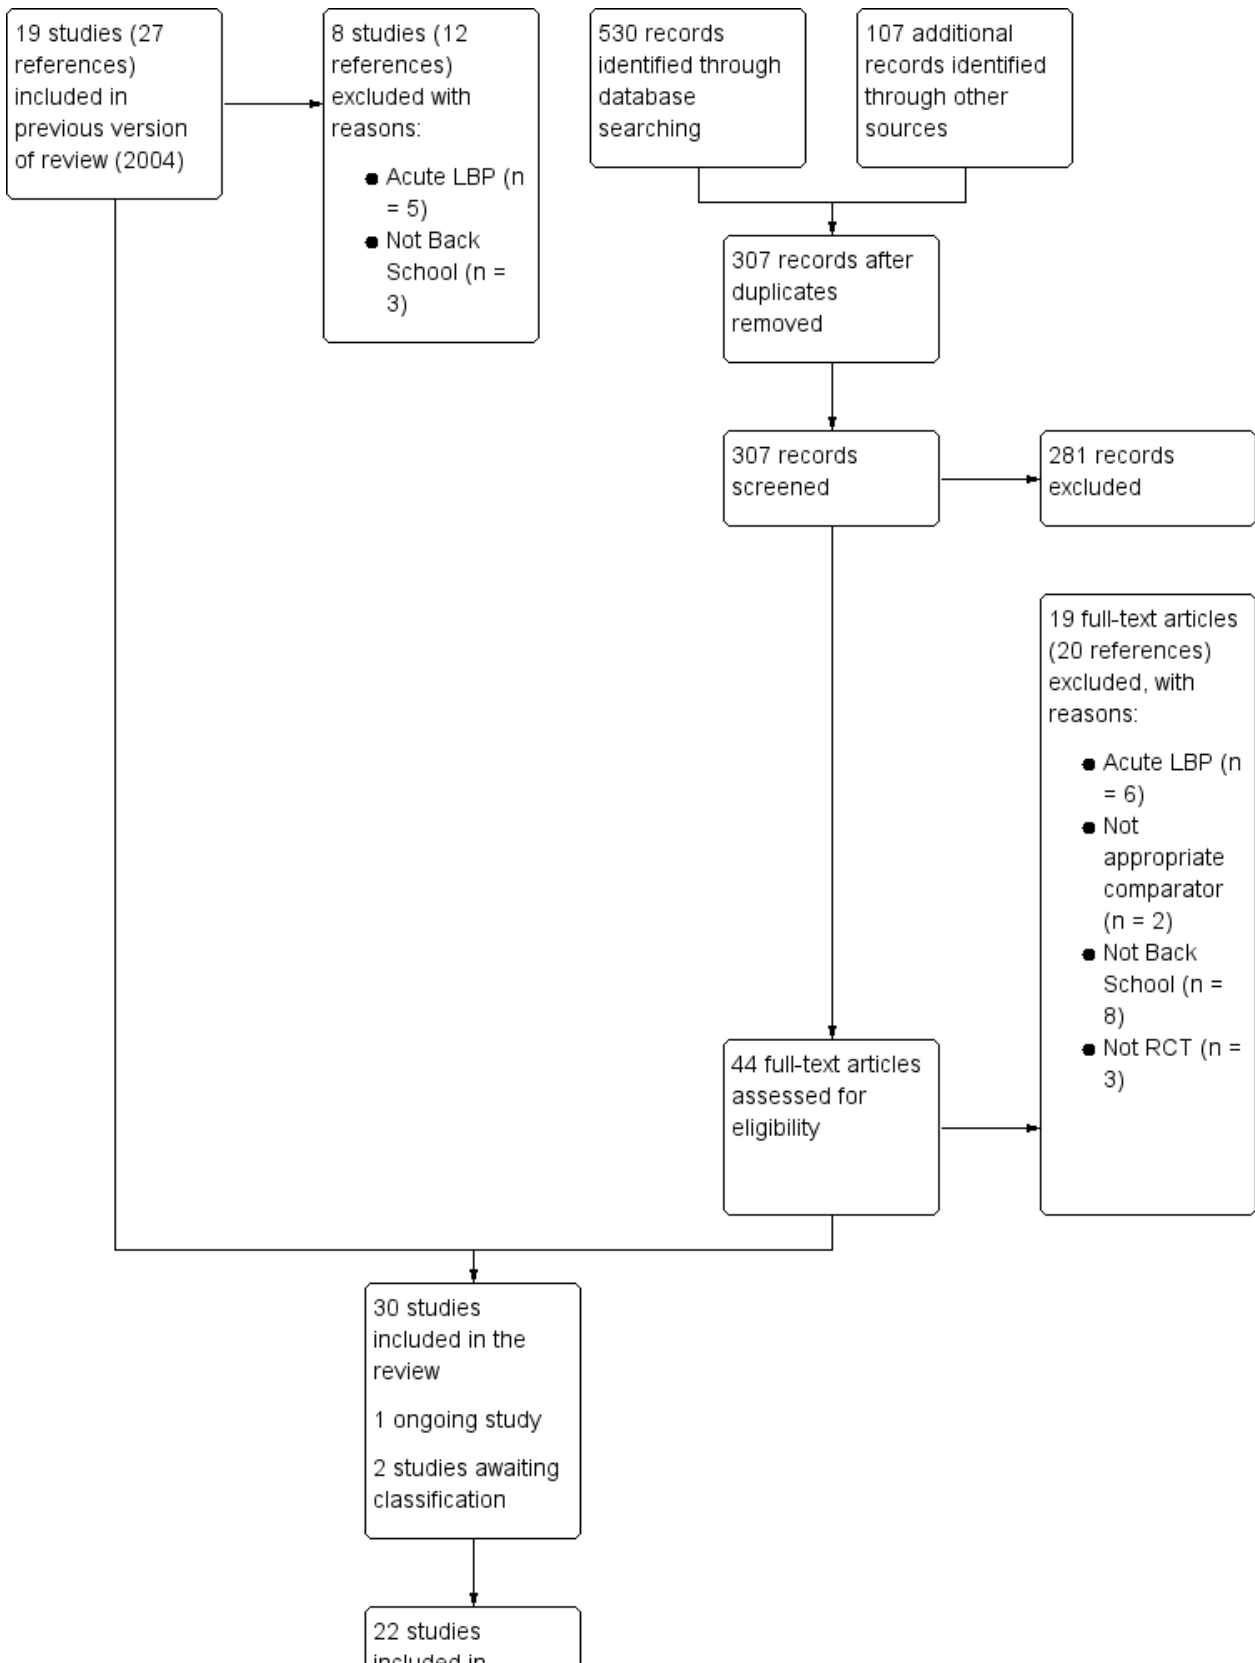 19 studies (27
references)
included in
previous version
of review (2004)
8 studies (12
references)
excluded with
reasons:
● Acute LBP (n
= 5)
● Not Back
School (n =
3)
530 records
identified through
database
searching
107 additional
records identified
through other
sources
307 records after
duplicates
removed
307 records
screened
281 records
excluded
19 full-text articles
(20 references)
excluded, with
reasons:
● Acute LBP (n
= 6)
● Not
appropriate
comparator
(n = 2)
● Not Back
School (n =
8)
● Not RCT (n =
3)
44 full-text articles
assessed for
eligibility
30 studies
included in the
review
1 ongoing study
2 studies awaiting
classification
22 studies
included in